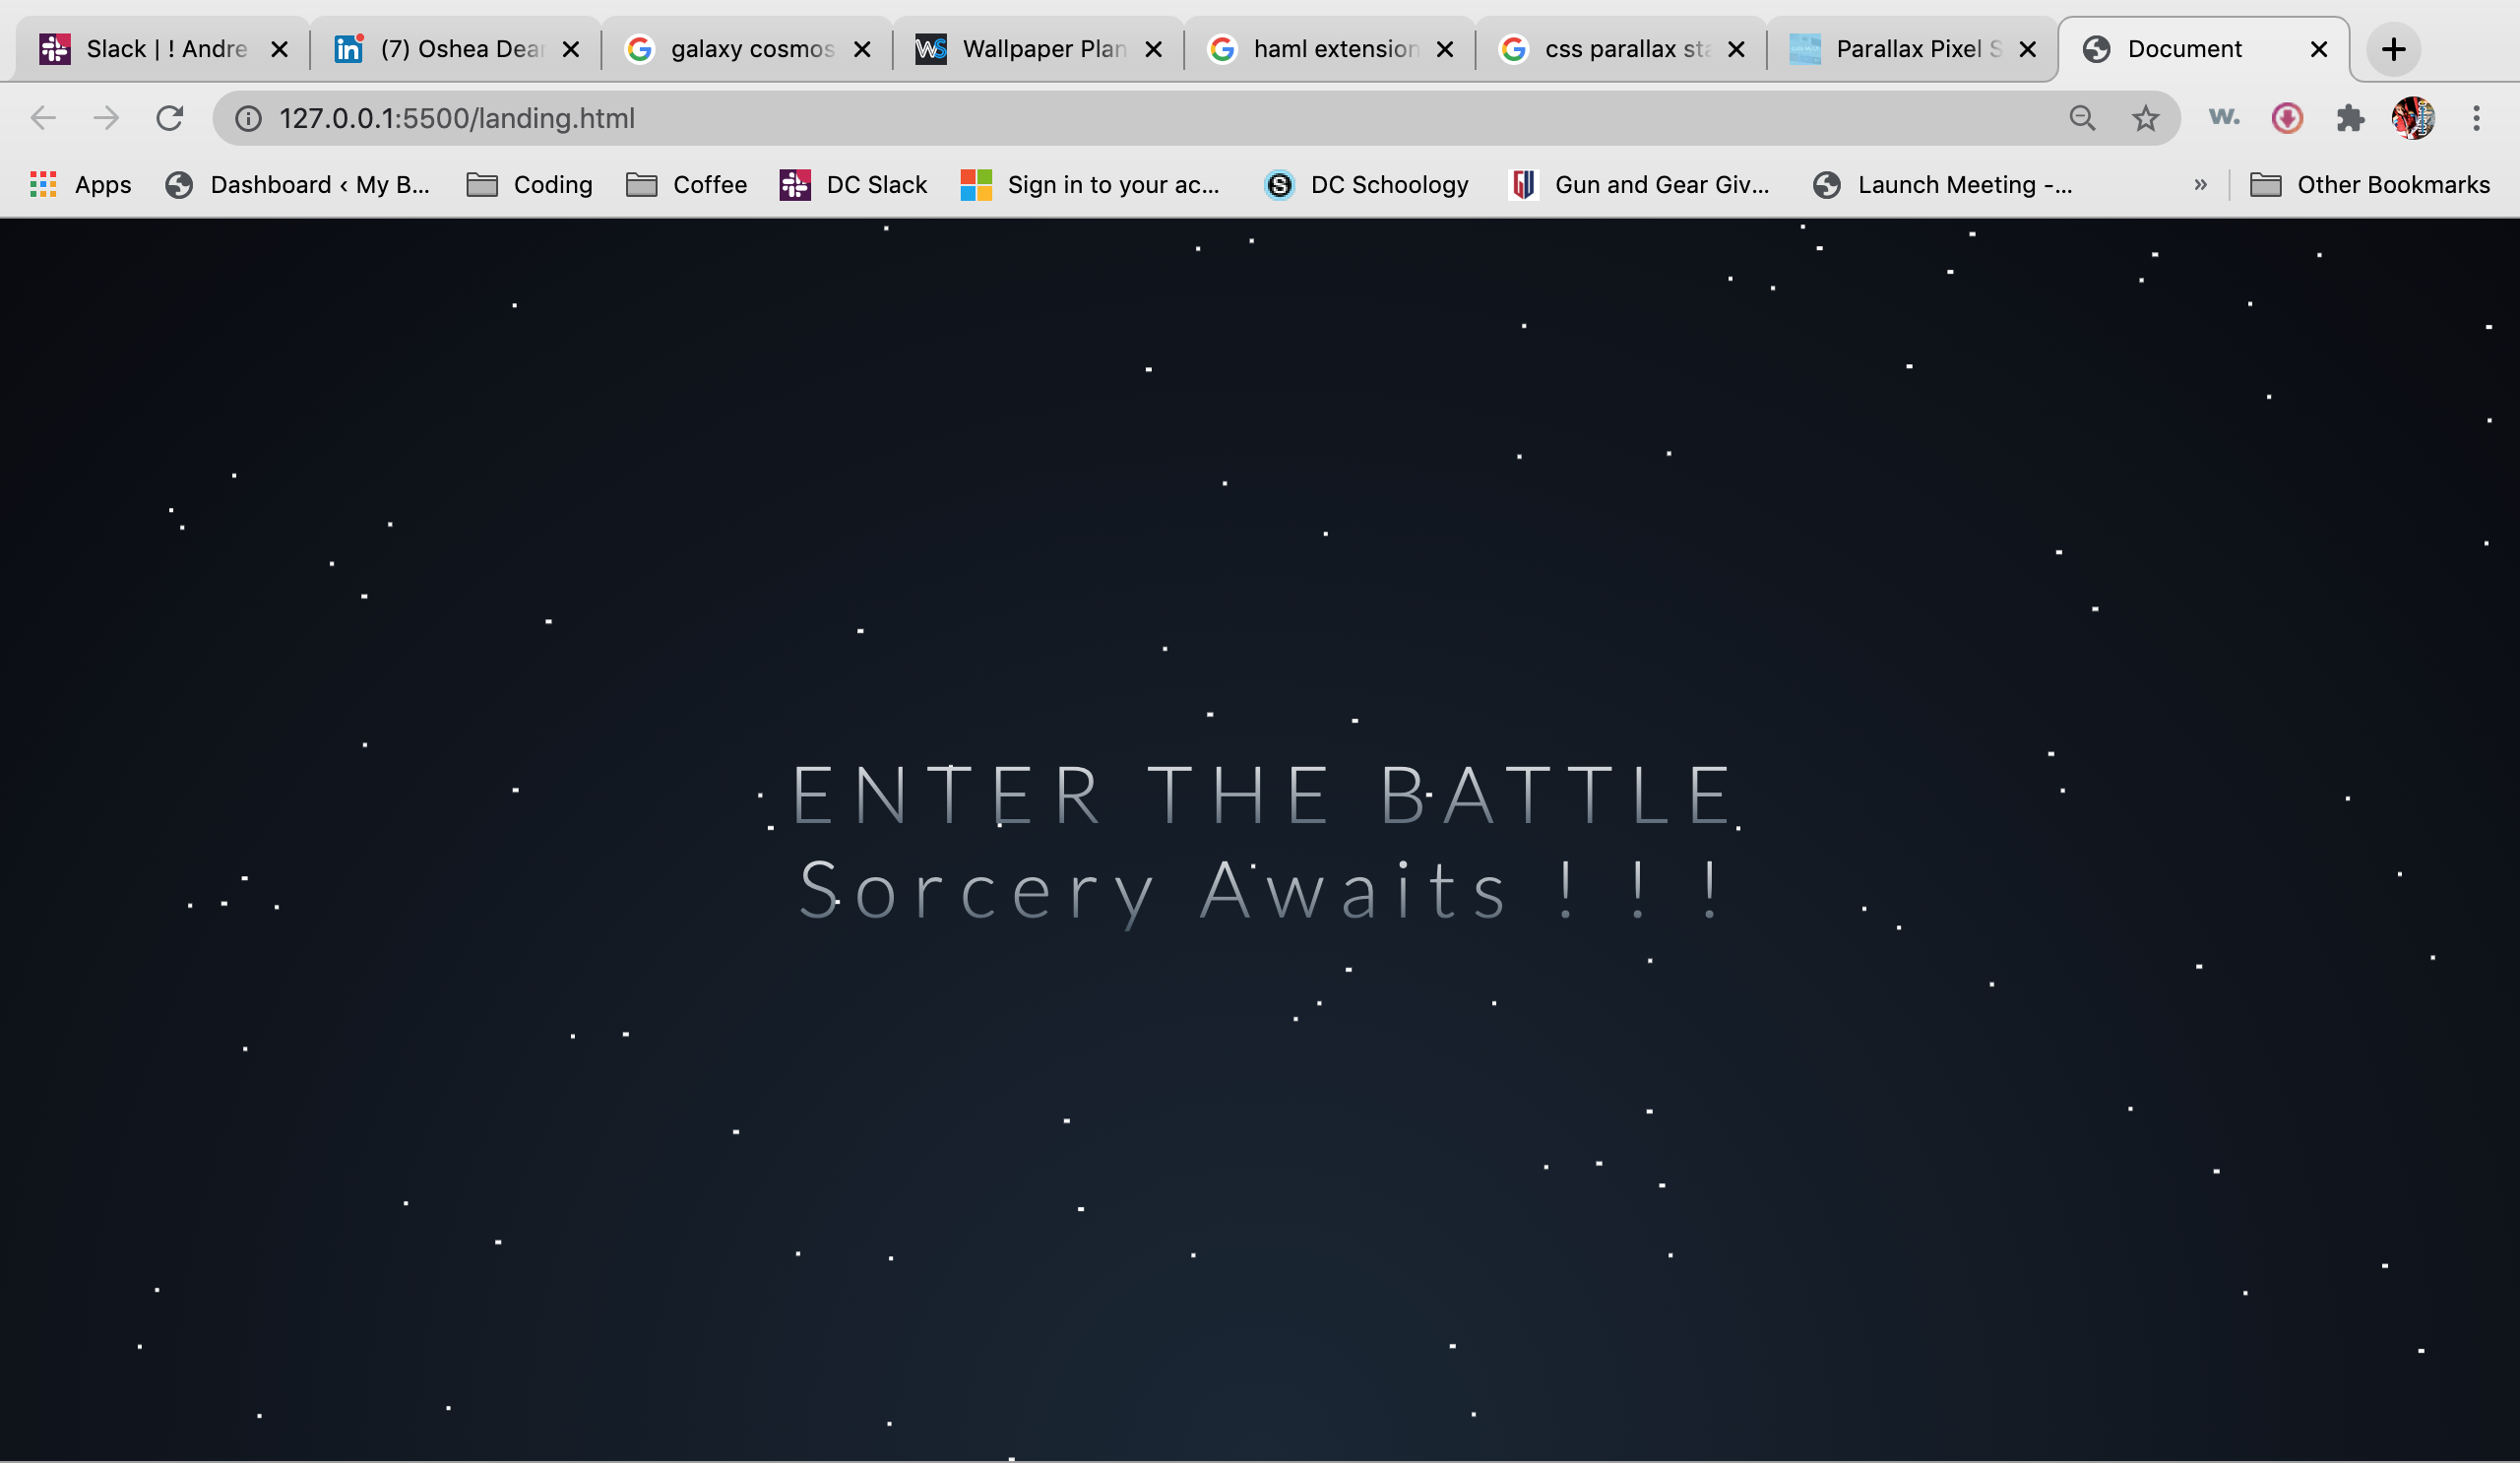 Slack | ! Andre
(7) Oshea Dear
galaxy cosmos
Wallpaper Plan
haml extension
css parallax sta
Parallax Pixel S
Document
127.0.0.1:5500/landing.html
w.
Apps
Dashboard ‹ My B...
Coding
Coffee
DC Slack
Sign in to your ac...
DC Schoology
Gun and Gear Giv...
Launch Meeting -...
»
Other Bookmarks
ENTER THE BATTLE
Sorcery Awaits ! ! !